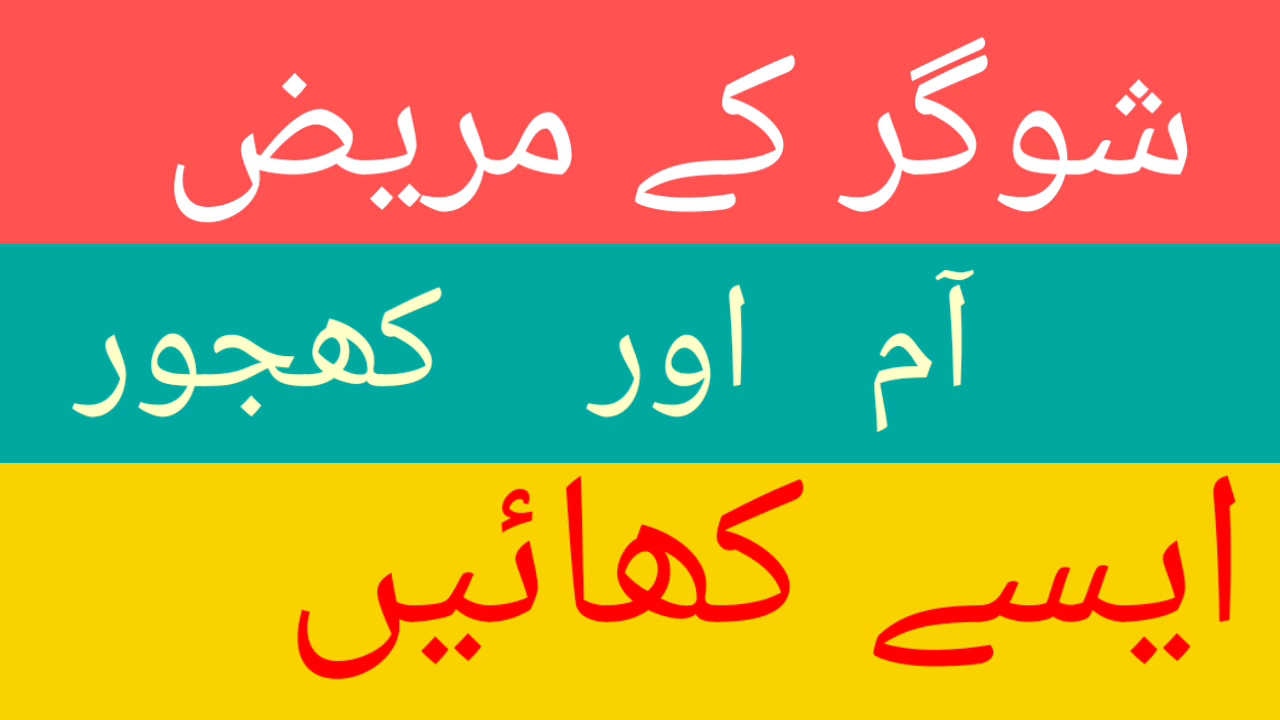 شوگر کے مریض
آم اور کھجور
ایسے کھائیں